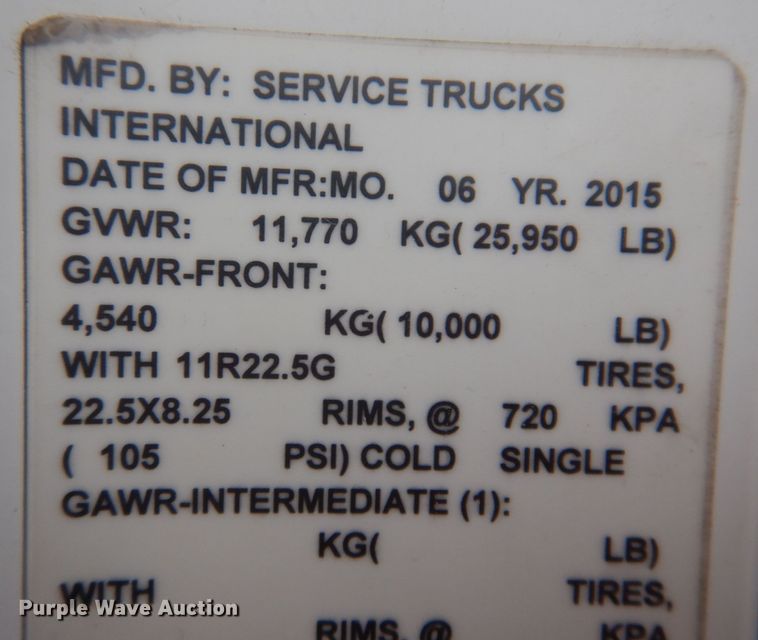 MFD. BY: SERVICE TRUCKS
INTERNATIONAL
DATE OF MFR:MO. 06 YR. 2015
GVWR: 11,770 KG( 25,950 LB)
GAWR-FRONT:
4,540 KG( 10,000 LB)
WITH 11R22.5G TIRES,
22.5X8.25 RIMS, @ 720 KPA
( 105 PSI) COLD SINGLE
GAWR-INTERMEDIATE (1):
KG( LB)
WITH TIRES,
Purple Wave Auction
RIMS, @ KPA